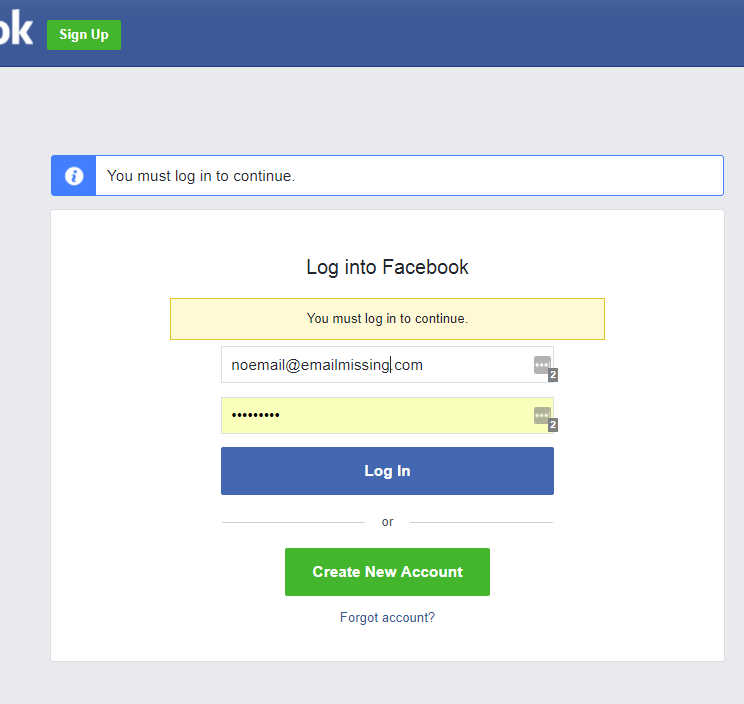 ok
Sign Up
You must log in to continue.
Log into Facebook
You must log in to continue.
noemail@emailmissing.com
2
•••••••••
2
Log In
or
Create New Account
Forgot account?